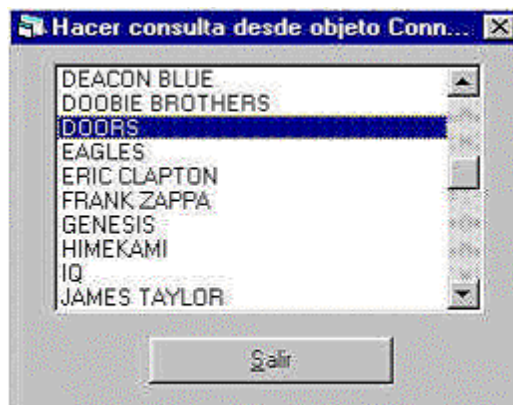 Hacer consulta desde objeto Conn...
DEACON BLUE
DOOBIE BROTHERS
DOORS
EAGLES
ERIC CLAPTON
FRANK ZAPPA
GENESIS
HIMEKAMI
IQ
JAMES TAYLOR
Salir